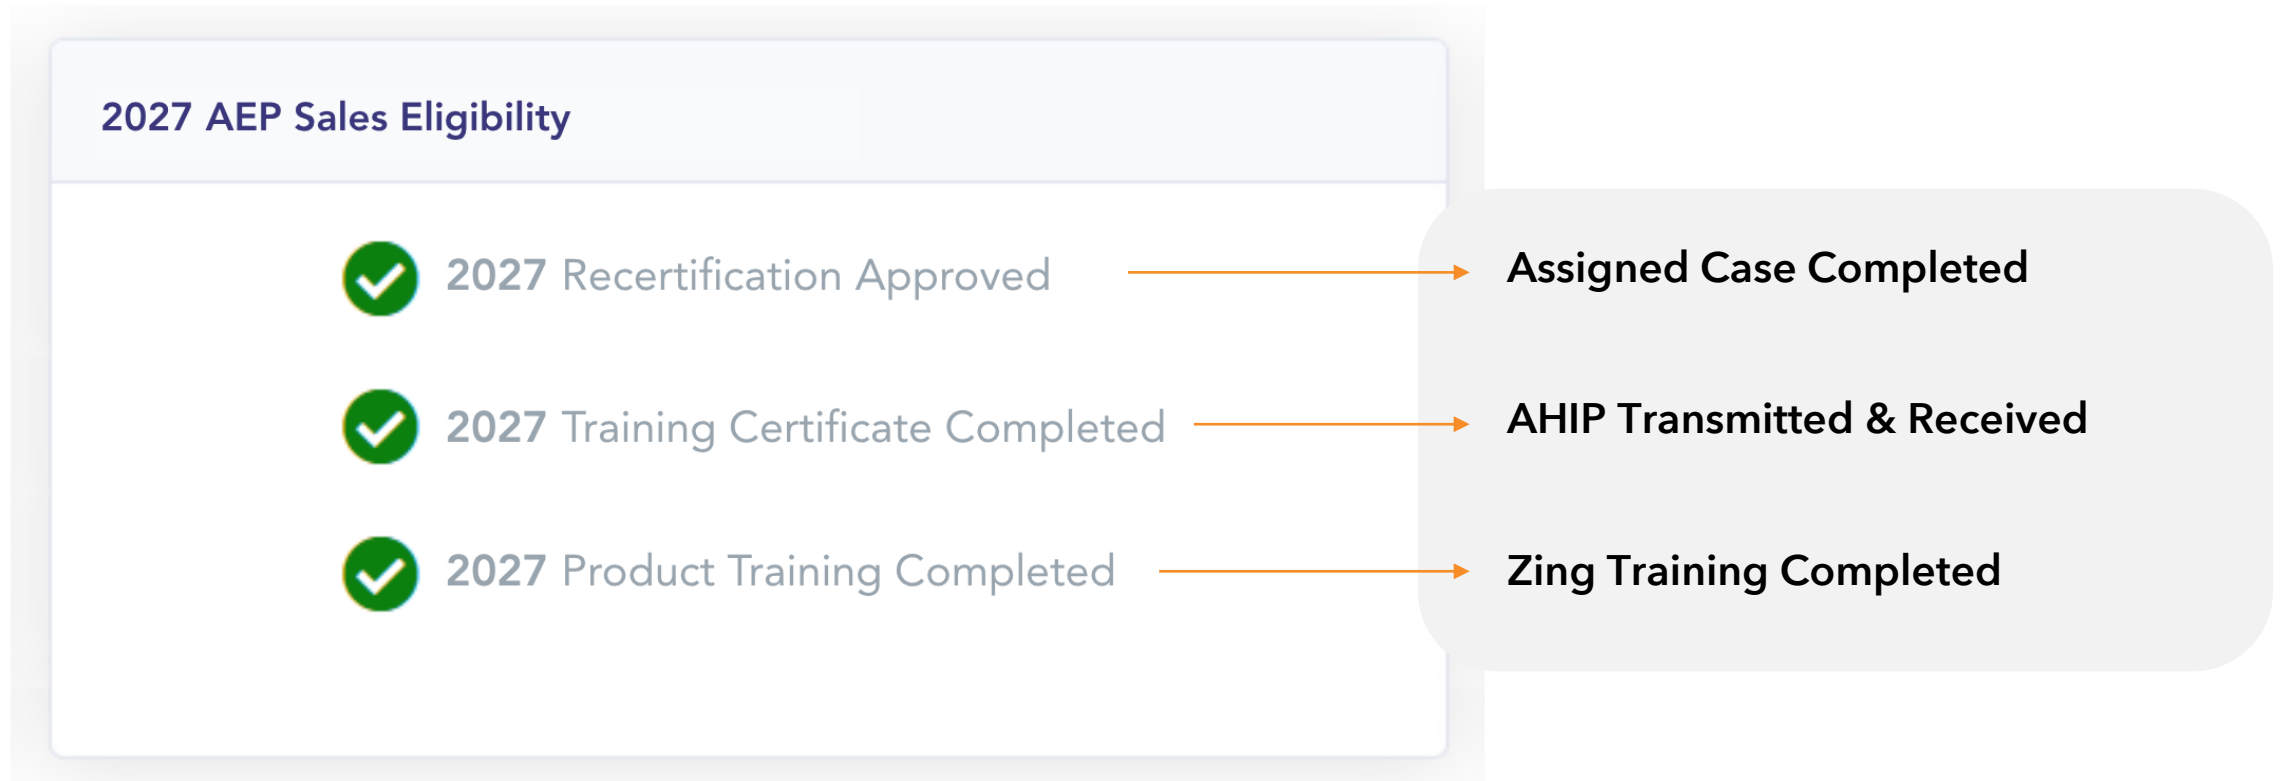 2027 AEP Sales Eligibility
2027 Recertification Approved
Assigned Case Completed
2027 Training Certificate Completed
AHIP Transmitted & Received
2027 Product Training Completed
Zing Training Completed